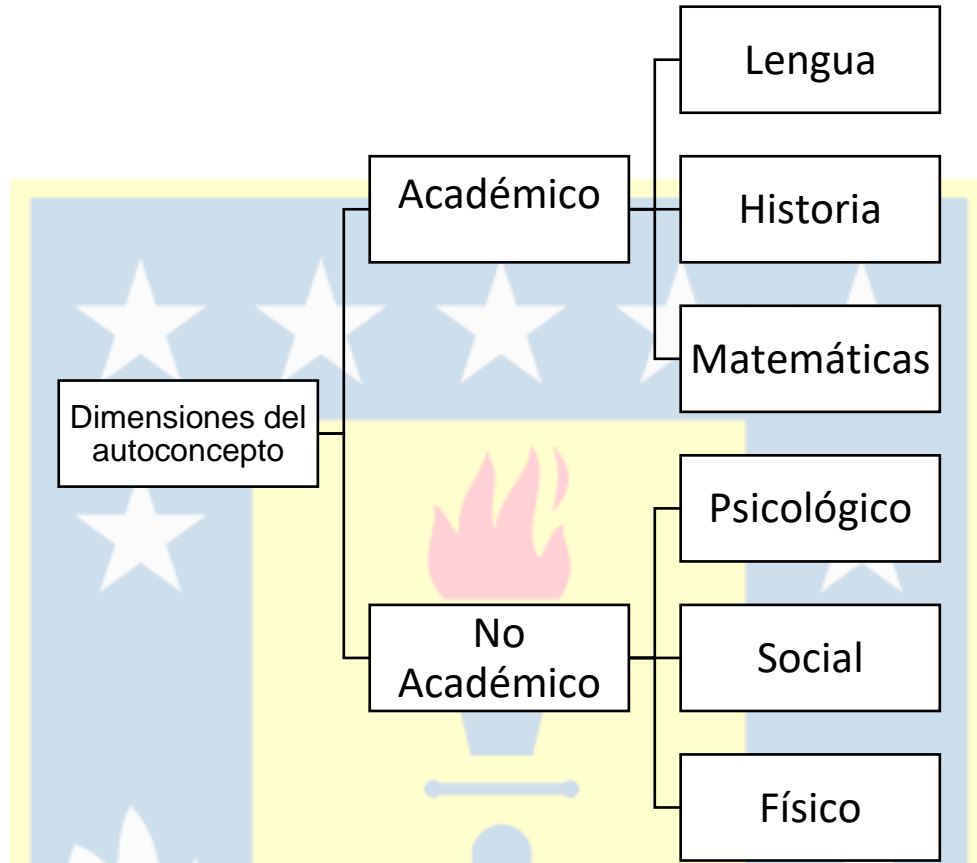 Dimensiones del
autoconcepto
Académico
Lengua
Historia
Matemáticas
No
Académico
Psicológico
Social
Físico